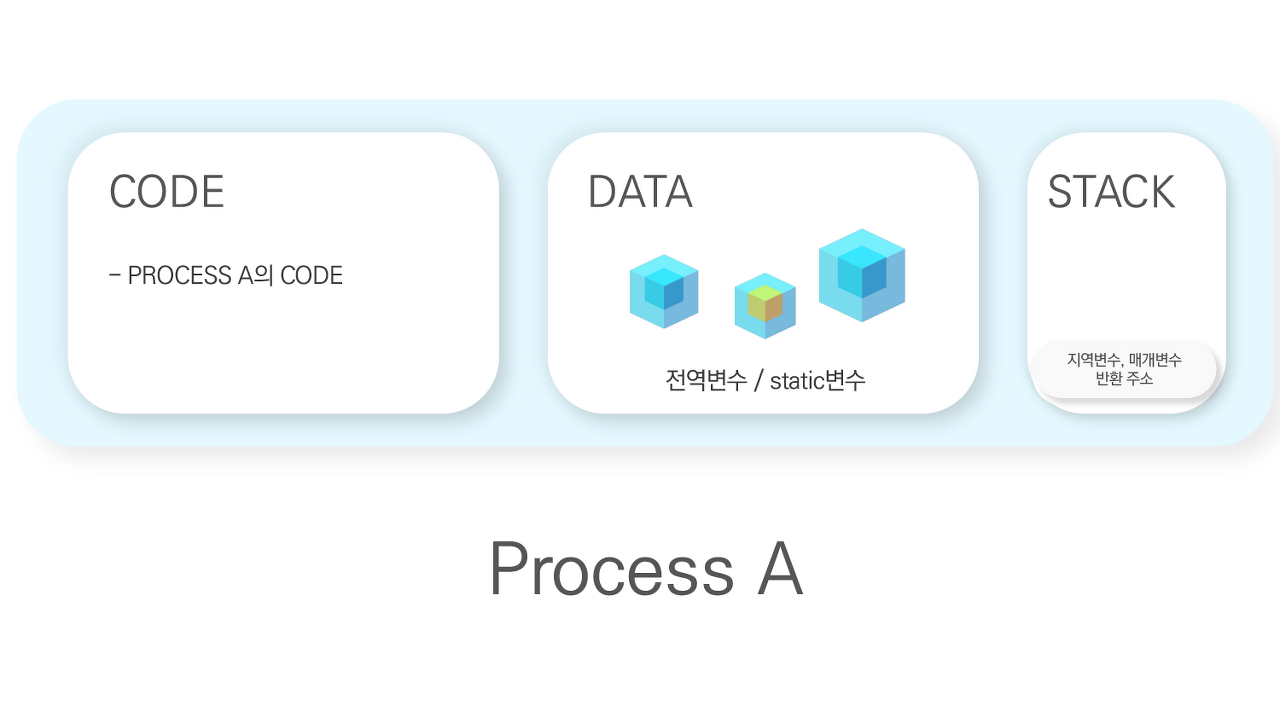 CODE
- PROCESS A의 CODE
DATA
전역변수 / static변수
STACK
지역변수, 매개변수
반환 주소
Process A